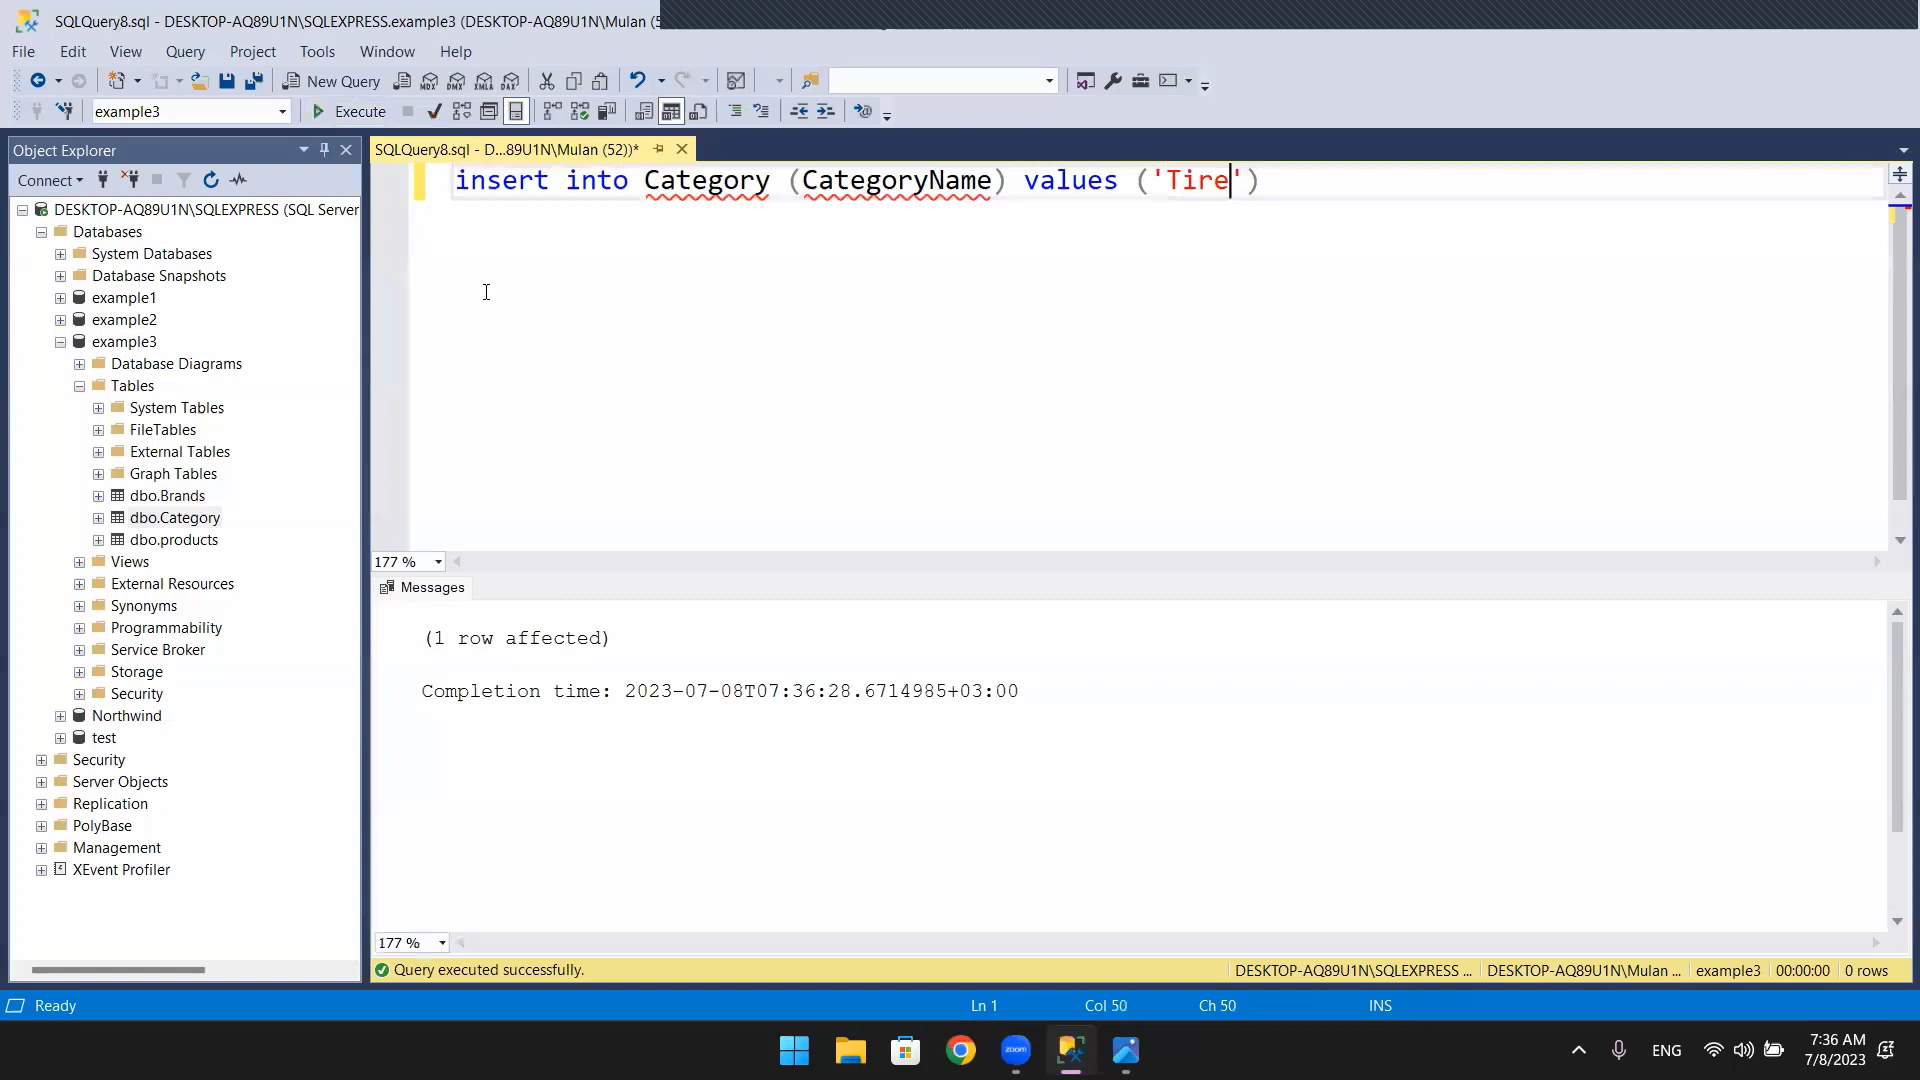 SQLQuery8.sql - DESKTOP-AQ89U1N\SQLEXPRESS.example3 (DESKTOP-AQ89U1N\Mulan
File Edit View Query Project Tools Window Help
New Query
MDX DMX XMLA DAX
example3 Execute
Object Explorer
SQLQuery8.sql - D...89U1N\Mulan (52))*
Connect
insert into Category (CategoryName) values ('Tire')
DESKTOP-AQ89U1N\SQLEXPRESS (SQL Server
Databases
System Databases
Database Snapshots
example1
example2
example3
Database Diagrams
Tables
System Tables
FileTables
External Tables
Graph Tables
dbo.Brands
dbo.Category
dbo.products
Views
External Resources
Synonyms
Programmability
Service Broker
Storage
Security
Northwind
test
Security
Server Objects
Replication
PolyBase
Management
XEvent Profiler
177 %
Messages
(1 row affected)
Completion time: 2023-07-08T07:36:28.6714985+03:00
177 %
Query executed successfully.
DESKTOP-AQ89U1N\SQLEXPRESS ... DESKTOP-AQ89U1N\Mulan ... example3 00:00:00 0 rows
Ready Ln 1 Col 50 Ch 50 INS
zoom
ENG
7:36 AM
7/8/2023